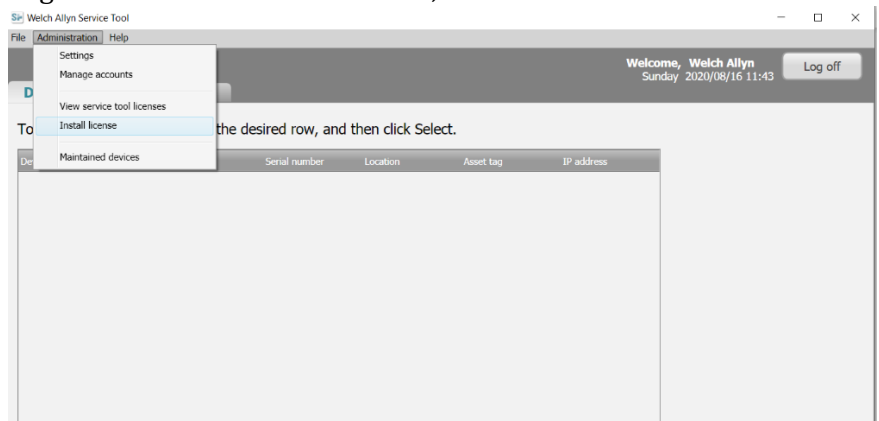 Welch Allyn Service Tool
File Administration Help
Settings
Manage accounts
View service tool licenses
Install license
Maintained devices
Welcome, Welch Allyn
Sunday 2020/08/16 11:43
Log off
D
To the desired row, and then click Select.
De Serial number Location Asset tag IP address